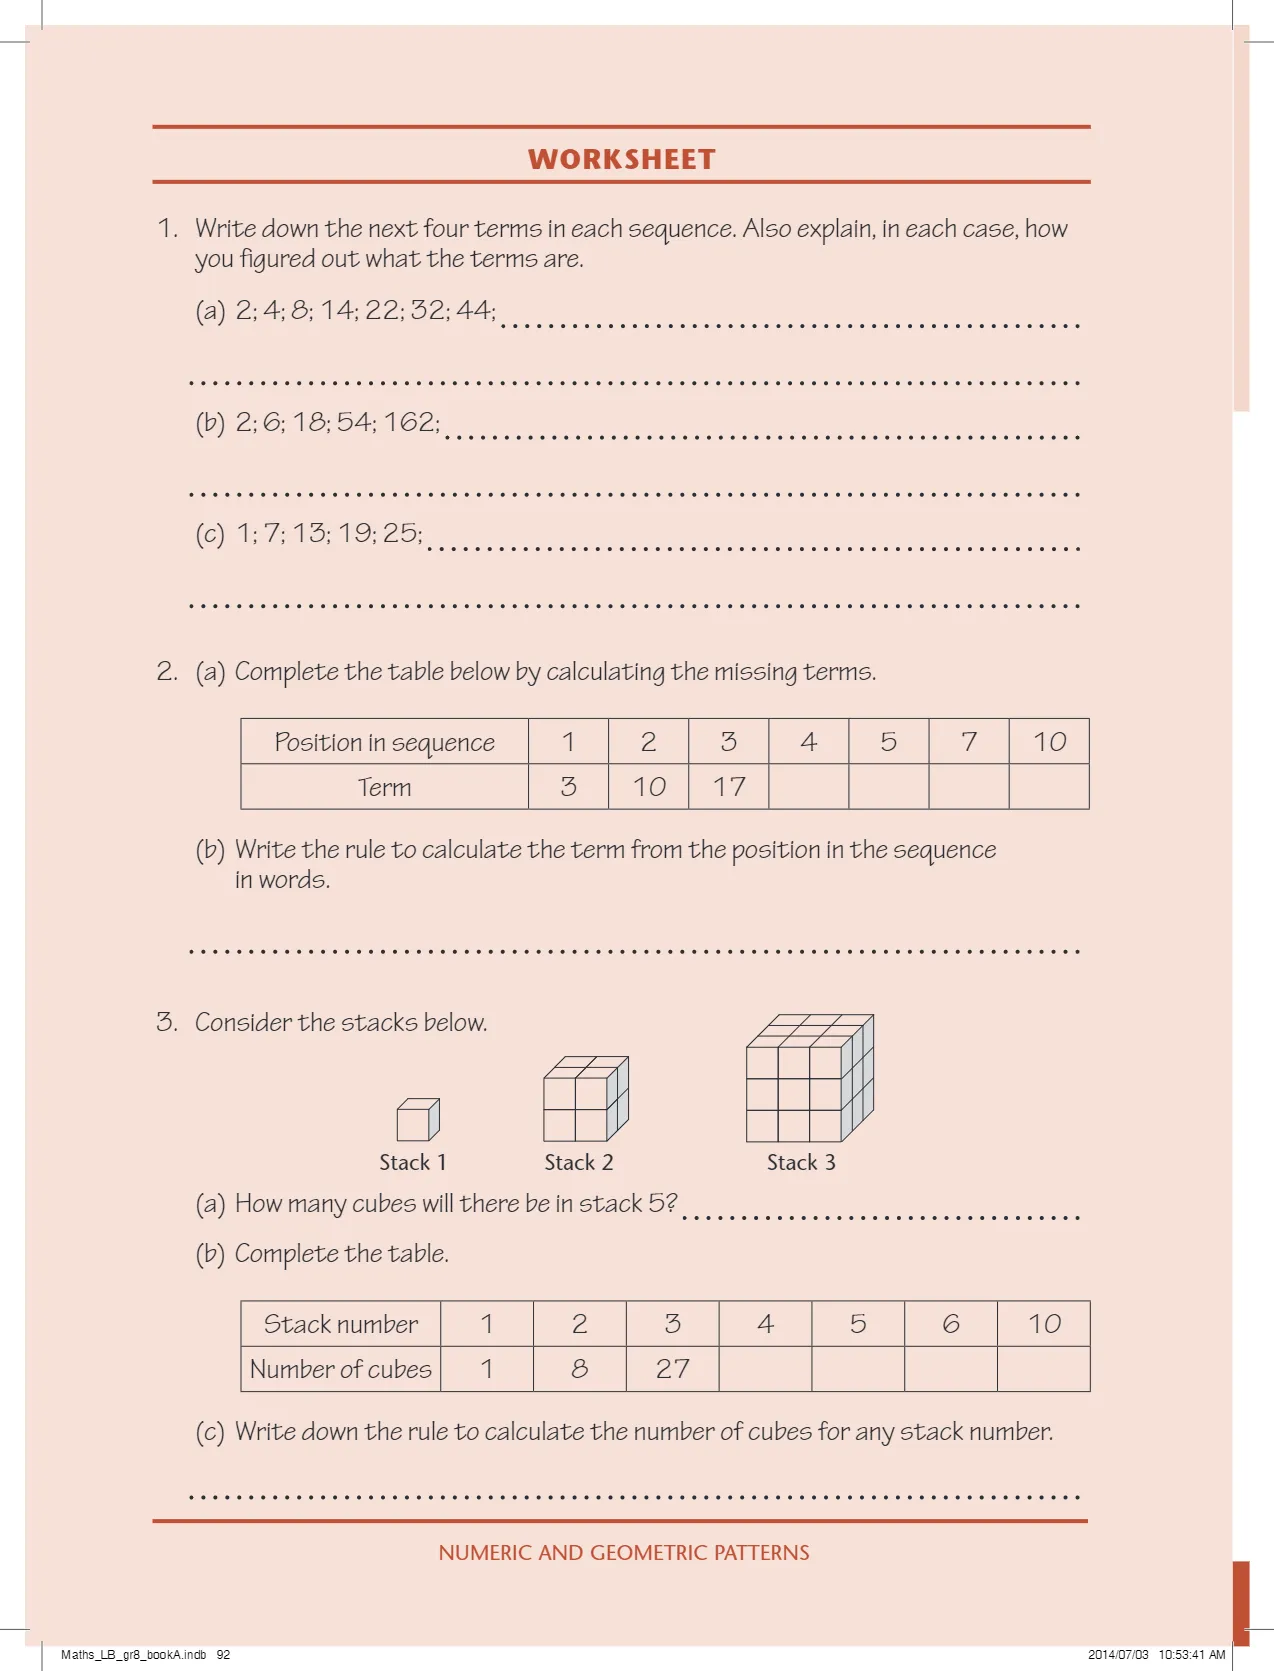 WORKSHEET
1. Write down the next four terms in each sequence. Also explain, in each case, how
you figured out what the terms are.
(a) 2; 4; 8; 14; 22; 32; 44;
(b) 2; 6; 18; 54; 162;
(c) 1; 7; 13; 19; 25;
2. (a) Complete the table below by calculating the missing terms.
Position in sequence 1 2 3 4 5 7 10
Term 3 10 17
(b) Write the rule to calculate the term from the position in the sequence
in words.
3. Consider the stacks below.
Stack 1 Stack 2 Stack 3
(a) How many cubes will there be in stack 5?
(b) Complete the table.
Stack number 1 2 3 4 5 6 10
Number of cubes 1 8 27
(c) Write down the rule to calculate the number of cubes for any stack number.
NUMERIC AND GEOMETRIC PATTERNS
Maths_LB_gr8_bookA.indb 92 2014/07/03 10:53:41 AM